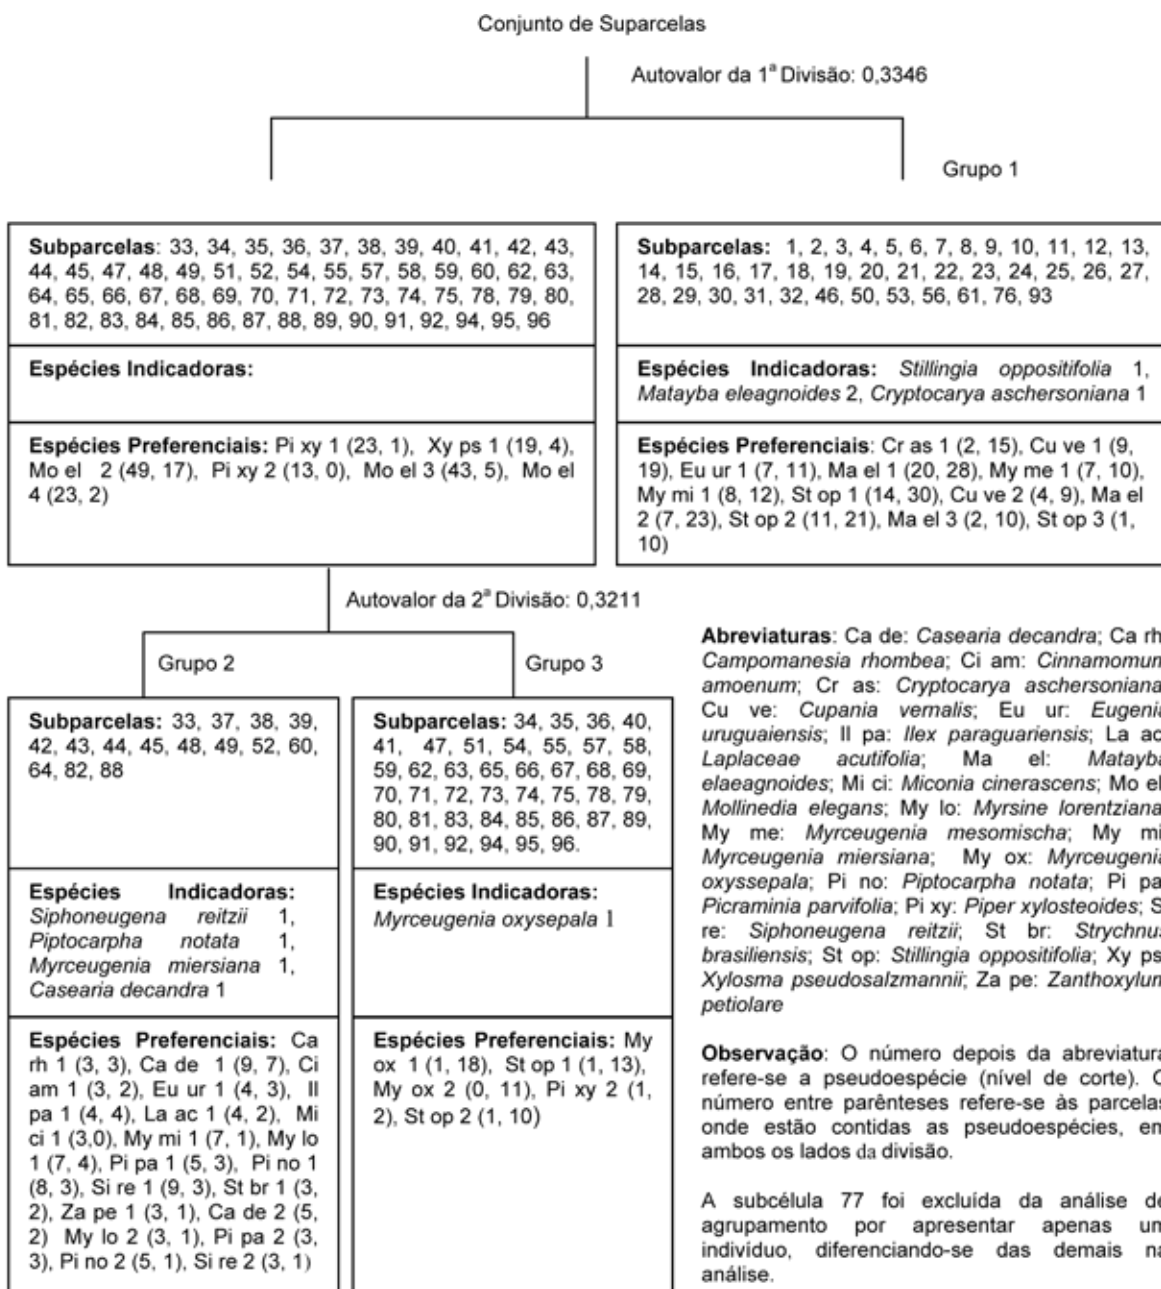 Conjunto de Suparcelas
Autovalor da 1ª Divisão: 0,3346
Grupo 1
Subparcelas: 33, 34, 35, 36, 37, 38, 39, 40, 41, 42, 43,
44, 45, 47, 48, 49, 51, 52, 54, 55, 57, 58, 59, 60, 62, 63,
64, 65, 66, 67, 68, 69, 70, 71, 72, 73, 74, 75, 78, 79, 80,
81, 82, 83, 84, 85, 86, 87, 88, 89, 90, 91, 92, 94, 95, 96
Espécies Indicadoras:
Espécies Preferenciais: Pi xy 1 (23, 1), Xy ps 1 (19, 4),
Mo el 2 (49, 17), Pi xy 2 (13, 0), Mo el 3 (43, 5), Mo el
4 (23, 2)
Subparcelas: 1, 2, 3, 4, 5, 6, 7, 8, 9, 10, 11, 12, 13,
14, 15, 16, 17, 18, 19, 20, 21, 22, 23, 24, 25, 26, 27,
28, 29, 30, 31, 32, 46, 50, 53, 56, 61, 76, 93
Espécies Indicadoras: Stillingia oppositifolia 1,
Matayba eleagnoides 2, Cryptocarya aschersoniana 1
Espécies Preferenciais: Cr as 1 (2, 15), Cu ve 1 (9,
19), Eu ur 1 (7, 11), Ma el 1 (20, 28), My me 1 (7, 10),
My mi 1 (8, 12), St op 1 (14, 30), Cu ve 2 (4, 9), Ma el
2 (7, 23), St op 2 (11, 21), Ma el 3 (2, 10), St op 3 (1,
10)
Autovalor da 2ª Divisão: 0,3211
Grupo 2
Grupo 3
Subparcelas: 33, 37, 38, 39,
42, 43, 44, 45, 48, 49, 52, 60,
64, 82, 88
Espécies Indicadoras:
Siphoneugena reitzii 1,
Piptocarpha notata 1,
Myrceugenia miersiana 1,
Casearia decandra 1
Espécies Preferenciais: Ca
rh 1 (3, 3), Ca de 1 (9, 7), Ci
am 1 (3, 2), Eu ur 1 (4, 3), Il
pa 1 (4, 4), La ac 1 (4, 2), Mi
ci 1 (3,0), My mi 1 (7, 1), My lo
1 (7, 4), Pi pa 1 (5, 3), Pi no 1
(8, 3), Si re 1 (9, 3), St br 1 (3,
2), Za pe 1 (3, 1), Ca de 2 (5,
2) My lo 2 (3, 1), Pi pa 2 (3,
3), Pi no 2 (5, 1), Si re 2 (3, 1)
Subparcelas: 34, 35, 36, 40,
41, 47, 51, 54, 55, 57, 58,
59, 62, 63, 65, 66, 67, 68, 69,
70, 71, 72, 73, 74, 75, 78, 79,
80, 81, 83, 84, 85, 86, 87, 89,
90, 91, 92, 94, 95, 96.
Espécies Indicadoras:
Myrceugenia oxysepala 1
Espécies Preferenciais: My
ox 1 (1, 18), St op 1 (1, 13),
My ox 2 (0, 11), Pi xy 2 (1,
2), St op 2 (1, 10)
Abreviaturas: Ca de: Casearia decandra; Ca rh
Campomanesia rhombea; Ci am: Cinnamomum
amoenum; Cr as: Cryptocarya aschersoniana
Cu ve: Cupania vernalis; Eu ur: Eugenia
uruguaiensis; Il pa: Ilex paraguariensis; La ac
Laplaceae acutifolia; Ma el: Matayba
elaeagnoides; Mi ci: Miconia cinerascens; Mo el
Mollinedia elegans; My lo: Myrsine lorentziana
My me: Myrceugenia mesomischa; My mi
Myrceugenia miersiana; My ox: Myrceugenia
oxyssepala; Pi no: Piptocarpha notata; Pi pa
Picraminia parvifolia; Pi xy: Piper xylosteoides; S
re: Siphoneugena reitzii; St br: Strychnus
brasiliensis; St op: Stillingia oppositifolia; Xy ps
Xylosma pseudosalzmannii; Za pe: Zanthoxylum
petiolare
Observação: O número depois da abreviatura
refere-se a pseudoespécie (nível de corte). O
número entre parênteses refere-se às parcelas
onde estão contidas as pseudoespécies, em
ambos os lados da divisão.
A subcélula 77 foi excluída da análise de
agrupamento por apresentar apenas um
indivíduo, diferenciando-se das demais na
análise.